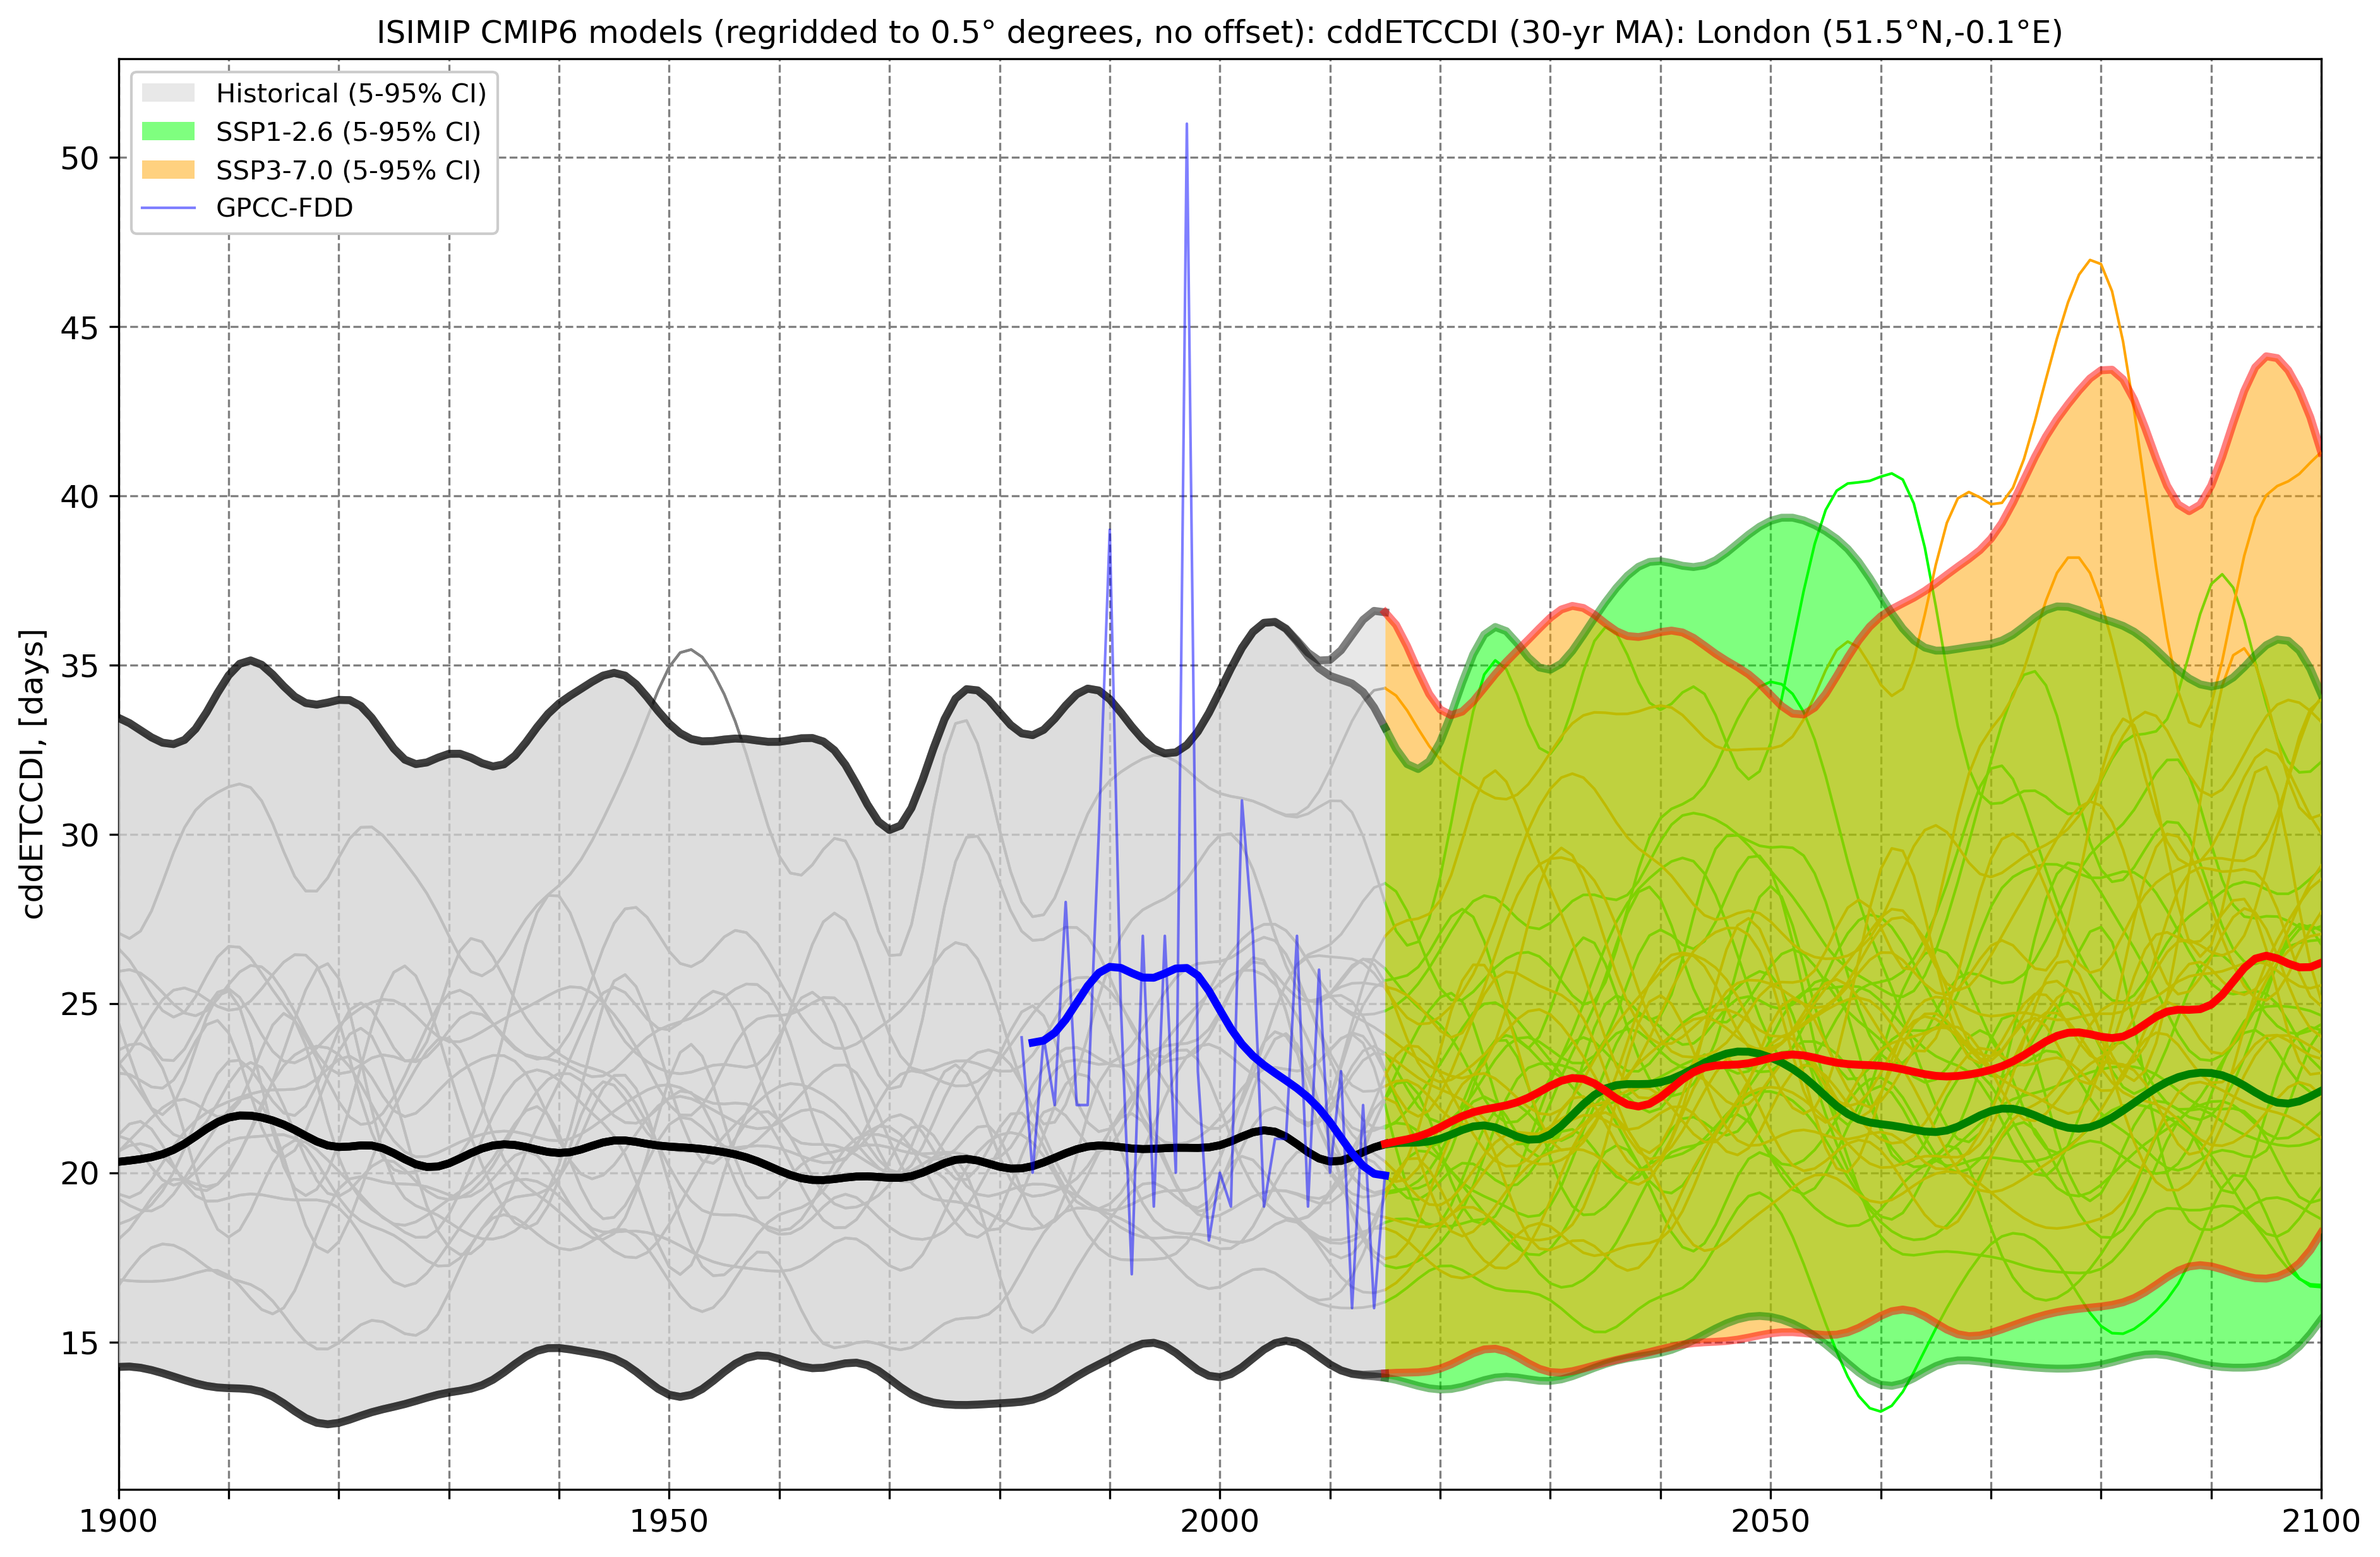 ISIMIP CMIP6 models (regridded to 0.5° degrees, no offset): cddETCCDI (30-yr MA): London (51.5°N,-0.1°E)
Historical (5-95% CI)
SSP1-2.6 (5-95% CI)
SSP3-7.0 (5-95% CI)
GPCC-FDD
cddETCCDI, [days]
50
45
40
35
30
25
20
15
1900
1950
2000
2050
2100